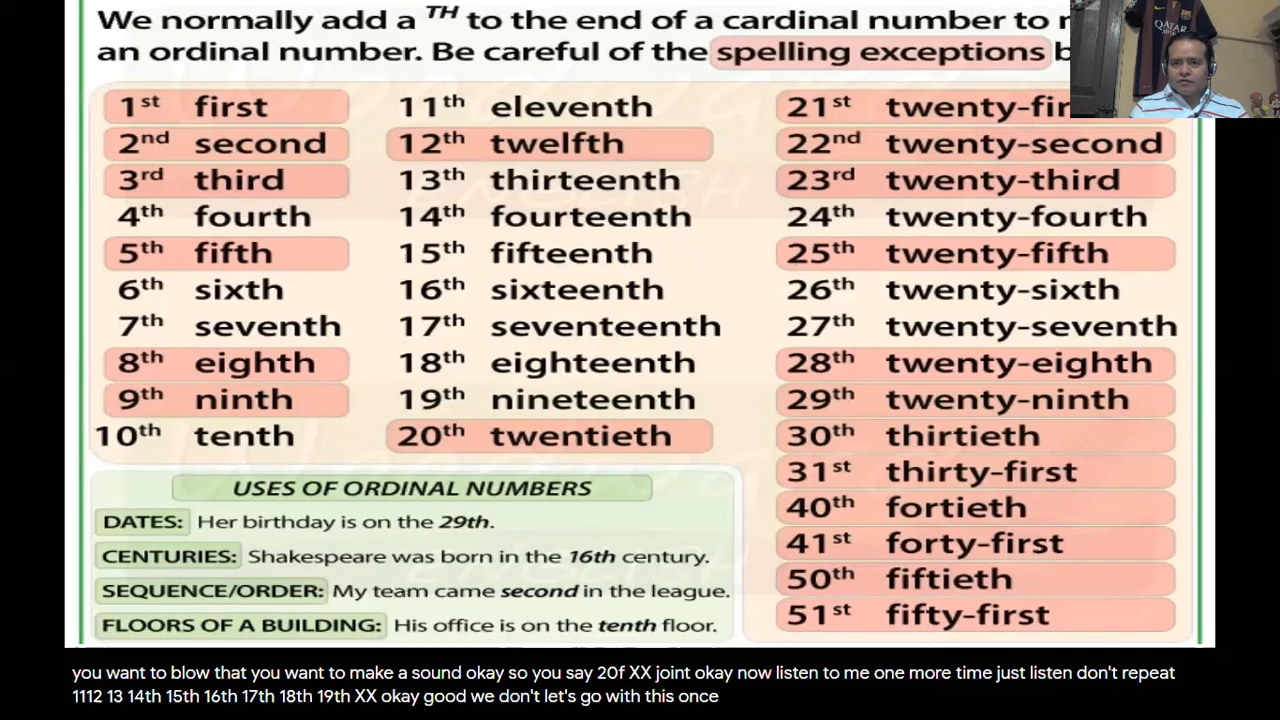 We normally add a TH to the end of a cardinal number to
an ordinal number. Be careful of the spelling exceptions
1st first
2nd second
3rd third
4th fourth
5th fifth
6th sixth
7th seventh
8th eighth
9th ninth
10th tenth
11th eleventh
12th twelfth
13th thirteenth
14th fourteenth
15th fifteenth
16th sixteenth
17th seventeenth
18th eighteenth
19th nineteenth
20th twentieth
21st
22nd twenty-second
23rd twenty-third
24th twenty-fourth
25th twenty-fifth
26th twenty-sixth
27th twenty-seventh
28th twenty-eighth
29th twenty-ninth
30th thirtieth
31st thirty-first
40th fortieth
41st forty-first
50th fiftieth
51st fifty-first
USES OF ORDINAL NUMBERS
DATES: Her birthday is on the 29th.
CENTURIES: Shakespeare was born in the 16th century.
SEQUENCE/ORDER: My team came second in the league.
FLOORS OF A BUILDING: His office is on the tenth floor.
QATAR
you want to blow that you want to make a sound okay so you say 20f XX joint okay now listen to me one more time just listen don't repeat
1112 13 14th 15th 16th 17th 18th 19th XX okay good we don't let's go with this once